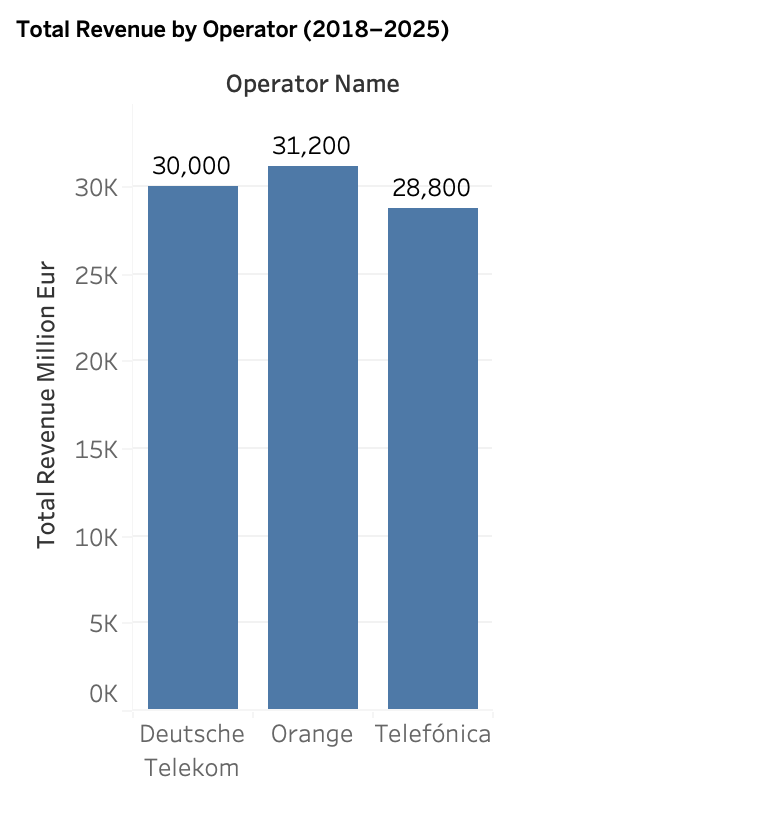 Total Revenue by Operator (2018–2025)
Operator Name
Total Revenue Million Eur
30K
25K
20K
15K
10K
5K
0K
30,000
31,200
28,800
Deutsche
Telekom
Orange
Telefónica